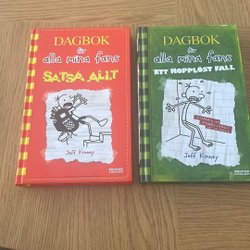 DAGBOK
för
alla mina fans
SATSA ALLT
Jeff Kinney
DAGBOK
för
alla mina fans
ETT HOPPLÖST FALL
Jeff Kinney